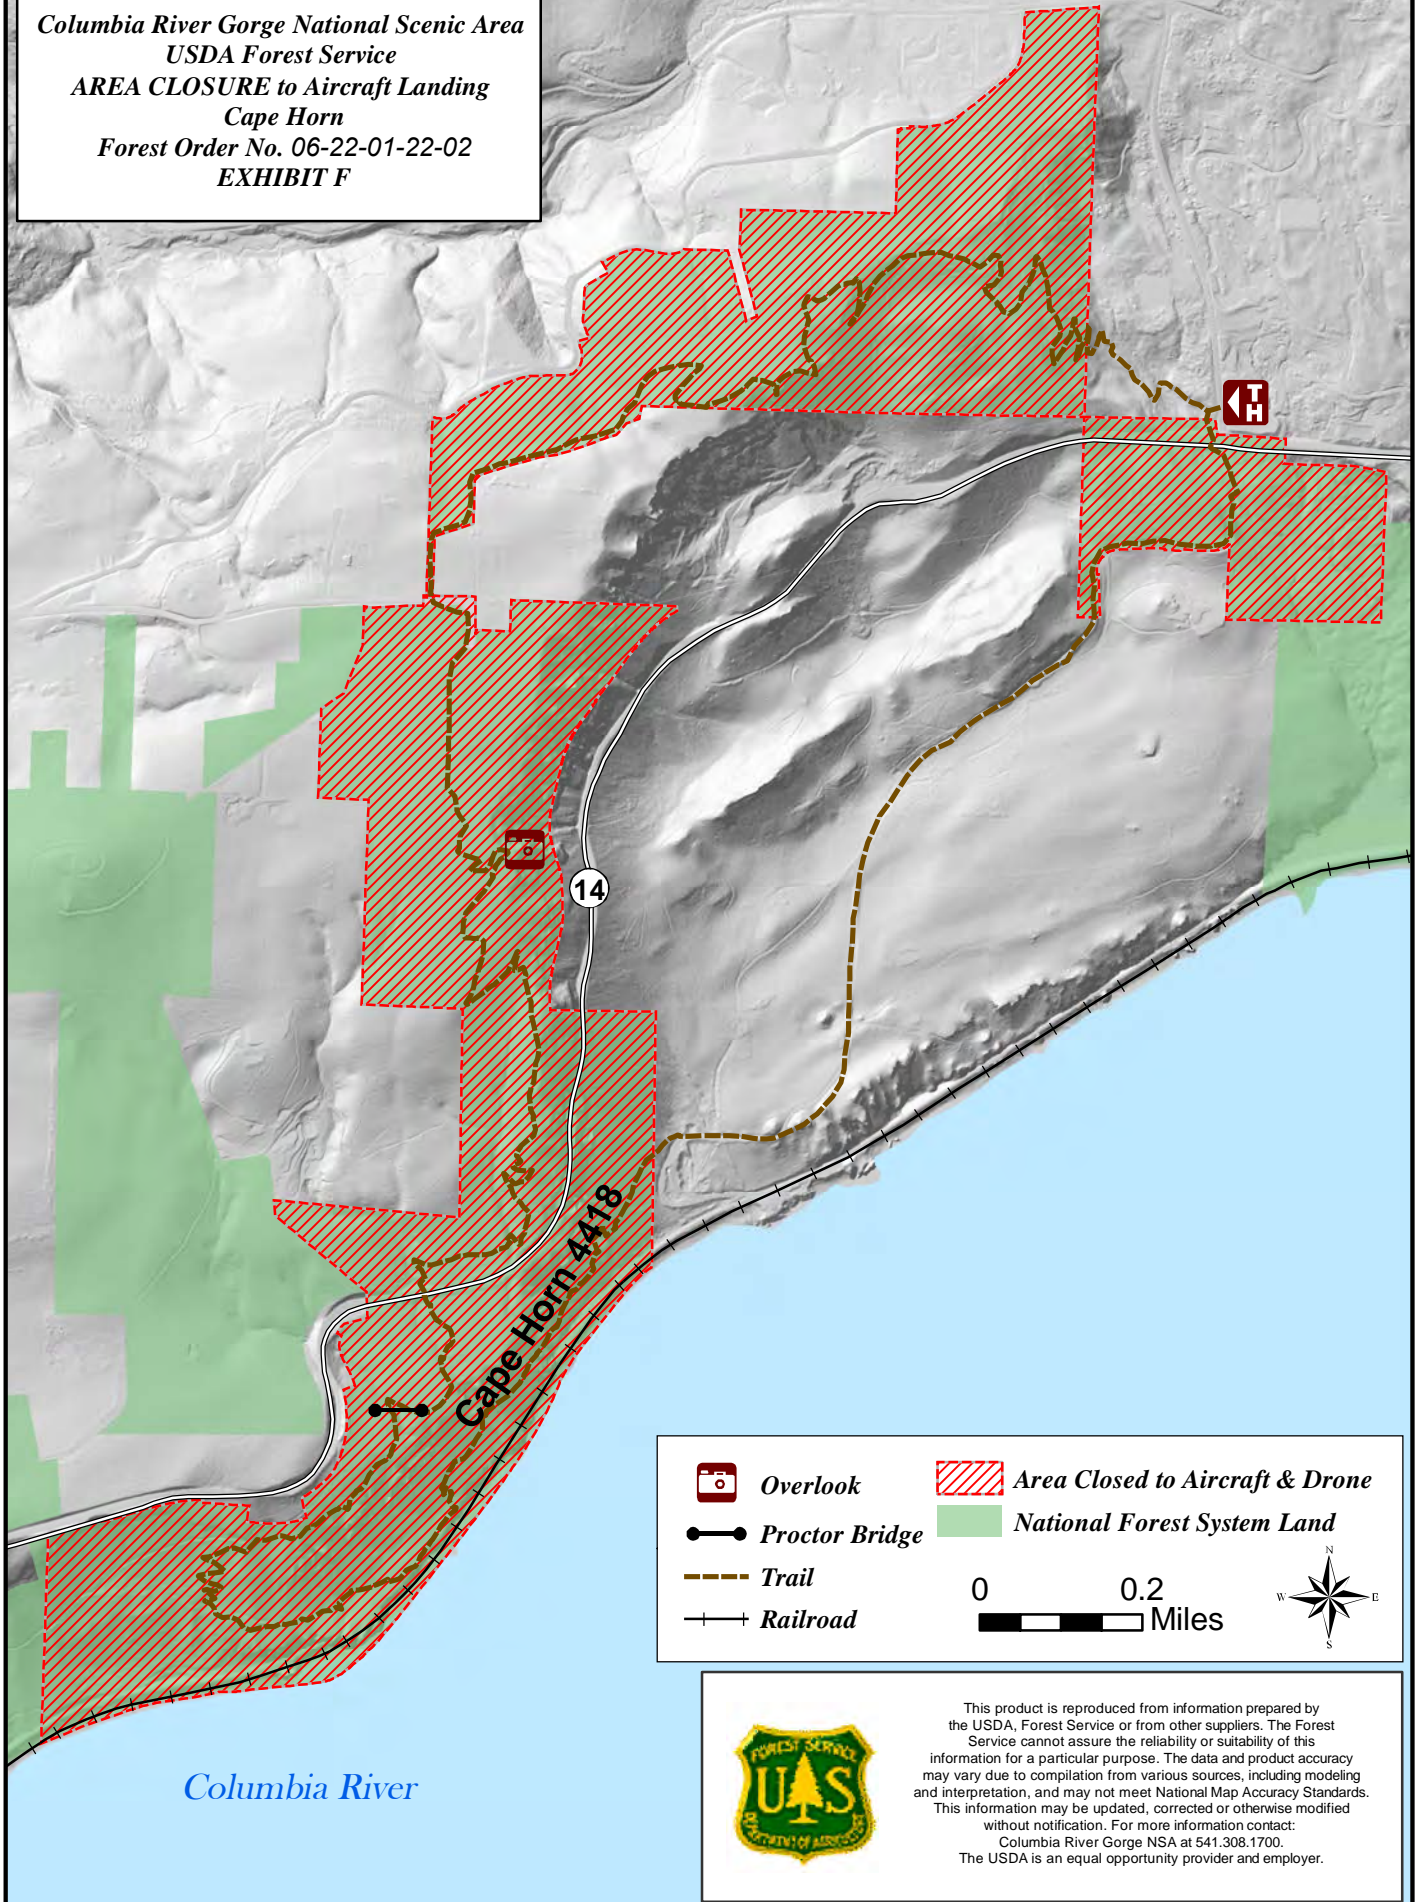 Columbia River Gorge National Scenic Area
USDA Forest Service
AREA CLOSURE to Aircraft Landing
Cape Horn
Forest Order No. 06-22-01-22-02
EXHIBIT F
TH
14
Cape Horn 4418
Overlook
Proctor Bridge
Trail
Railroad
Area Closed to Aircraft & Drone
National Forest System Land
0 0.2
Miles
N
W E
S
Columbia River
FOREST SERVICE
U S
DEPARTMENT OF AGRICULTURE
This product is reproduced from information prepared by
the USDA, Forest Service or from other suppliers. The Forest
Service cannot assure the reliability or suitability of this
information for a particular purpose. The data and product accuracy
may vary due to compilation from various sources, including modeling
and interpretation, and may not meet National Map Accuracy Standards.
This information may be updated, corrected or otherwise modified
without notification. For more information contact:
Columbia River Gorge NSA at 541.308.1700.
The USDA is an equal opportunity provider and employer.